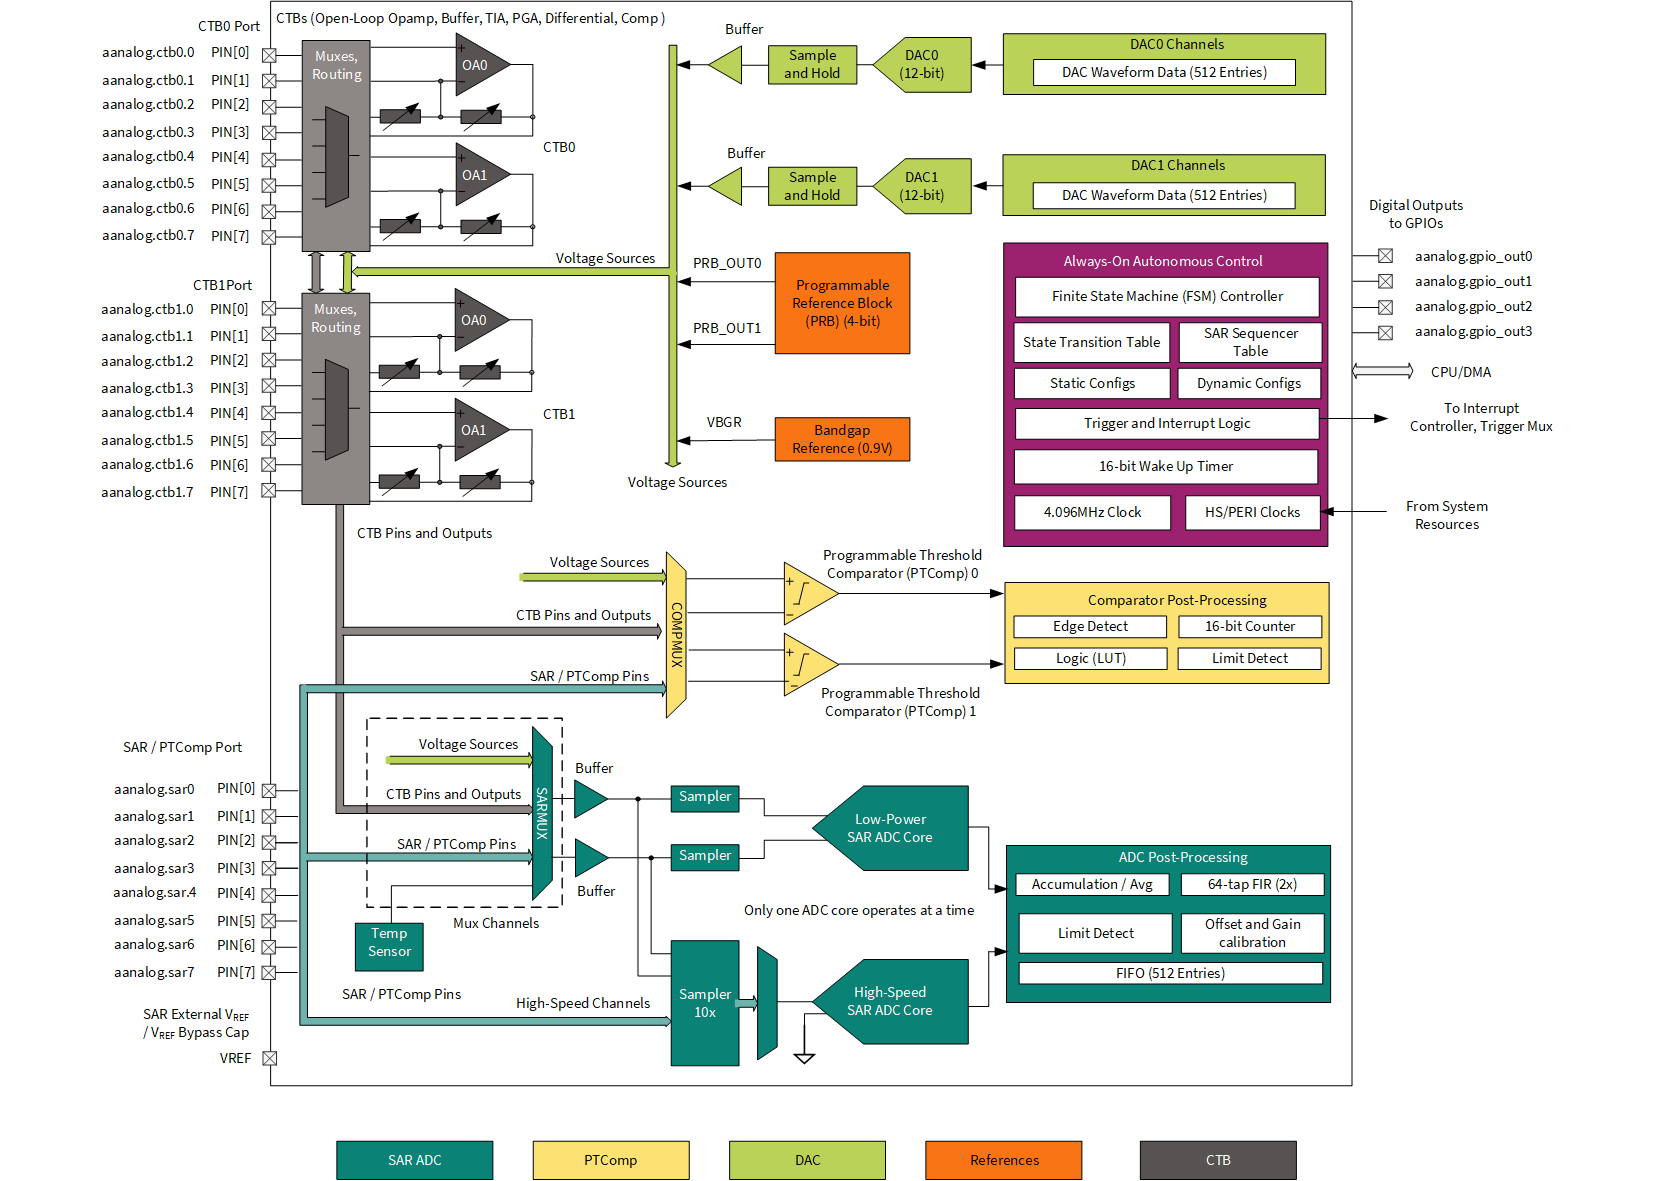 CTBs (Open-Loop Opamp, Buffer, TIA, PGA, Differential, Comp )
CTB0 Port
aanalog.ctb0.0 PIN[0]
aanalog.ctb0.1 PIN[1]
aanalog.ctb0.2 PIN[2]
aanalog.ctb0.3 PIN[3]
aanalog.ctb0.4 PIN[4]
aanalog.ctb0.5 PIN[5]
aanalog.ctb0.6 PIN[6]
aanalog.ctb0.7 PIN[7]
Muxes,
Routing
OA0
OA1
CTB0
CTB1Port
aanalog.ctb1.0 PIN[0]
aanalog.ctb1.1 PIN[1]
aanalog.ctb1.2 PIN[2]
aanalog.ctb1.3 PIN[3]
aanalog.ctb1.4 PIN[4]
aanalog.ctb1.5 PIN[5]
aanalog.ctb1.6 PIN[6]
aanalog.ctb1.7 PIN[7]
Muxes,
Routing
OA0
OA1
CTB1
Buffer
Sample
and Hold
DAC0
(12-bit)
DAC0 Channels
DAC Waveform Data (512 Entries)
Buffer
Sample
and Hold
DAC1
(12-bit)
DAC1 Channels
DAC Waveform Data (512 Entries)
Voltage Sources
PRB_OUT0
PRB_OUT1
Programmable
Reference Block
(PRB) (4-bit)
VBGR
Bandgap
Reference (0.9V)
Voltage Sources
Always-On Autonomous Control
Finite State Machine (FSM) Controller
State Transition Table
SAR Sequencer
Table
Static Configs
Dynamic Configs
Trigger and Interrupt Logic
16-bit Wake Up Timer
4.096MHz Clock
HS/PERI Clocks
Digital Outputs
to GPIOs
aanalog.gpio_out0
aanalog.gpio_out1
aanalog.gpio_out2
aanalog.gpio_out3
CPU/DMA
To Interrupt
Controller, Trigger Mux
From System
Resources
CTB Pins and Outputs
Voltage Sources
CTB Pins and Outputs
SAR / PTComp Pins
COMPMUX
Programmable Threshold
Comparator (PTComp) 0
Programmable Threshold
Comparator (PTComp) 1
Comparator Post-Processing
Edge Detect
16-bit Counter
Logic (LUT)
Limit Detect
SAR / PTComp Port
aanalog.sar0 PIN[0]
aanalog.sar1 PIN[1]
aanalog.sar2 PIN[2]
aanalog.sar3 PIN[3]
aanalog.sar.4 PIN[4]
aanalog.sar5 PIN[5]
aanalog.sar6 PIN[6]
aanalog.sar7 PIN[7]
SAR External VREF
/ VREF Bypass Cap
VREF
Voltage Sources
CTB Pins and Outputs
SAR / PTComp Pins
SARMUX
Mux Channels
Temp
Sensor
SAR / PTComp Pins
High-Speed Channels
Buffer
Buffer
Sampler
Sampler
Low-Power
SAR ADC Core
Only one ADC core operates at a time
Sampler
10x
High-Speed
SAR ADC Core
ADC Post-Processing
Accumulation / Avg
64-tap FIR (2x)
Limit Detect
Offset and Gain
calibration
FIFO (512 Entries)
SAR ADC
PTComp
DAC
References
CTB